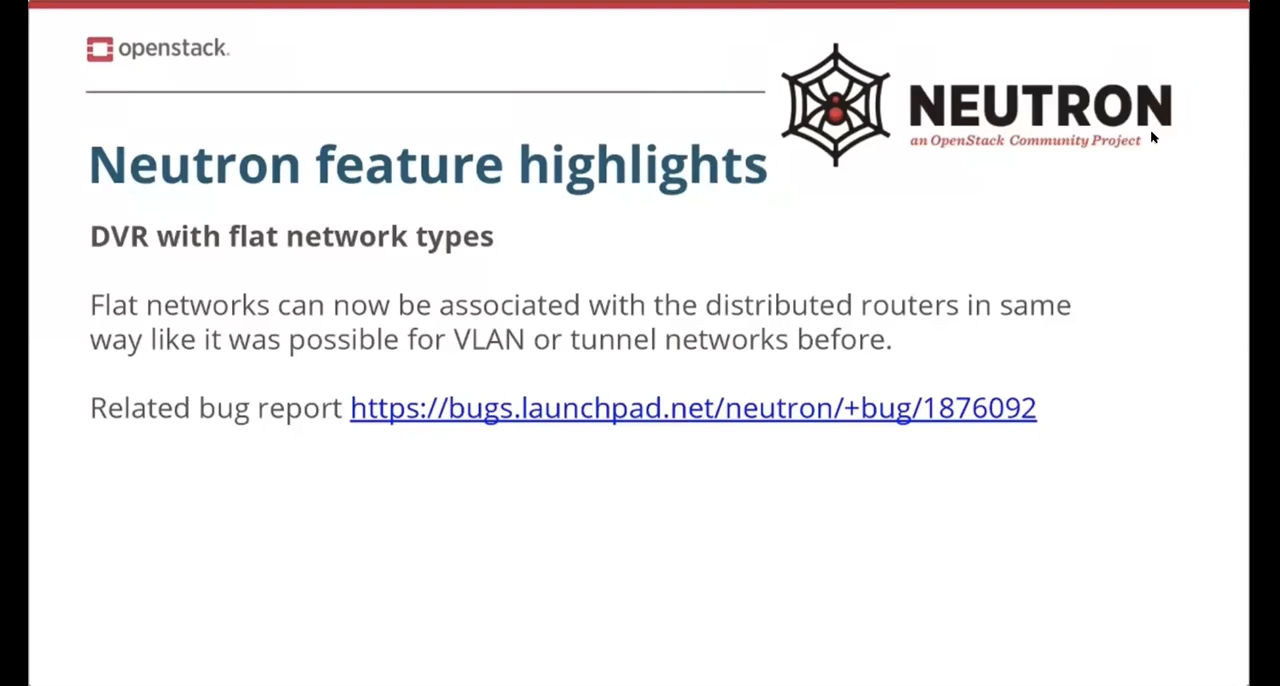 openstack.
NEUTRON
an OpenStack Community Project
Neutron feature highlights
DVR with flat network types
Flat networks can now be associated with the distributed routers in same
way like it was possible for VLAN or tunnel networks before.
Related bug report https://bugs.launchpad.net/neutron/+bug/1876092